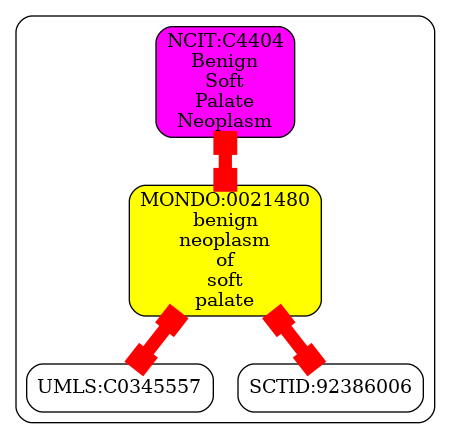 NCIT:C4404
Benign
Soft
Palate
Neoplasm
MONDO:0021480
benign
neoplasm
of
soft
palate
UMLS:C0345557
SCTID:92386006